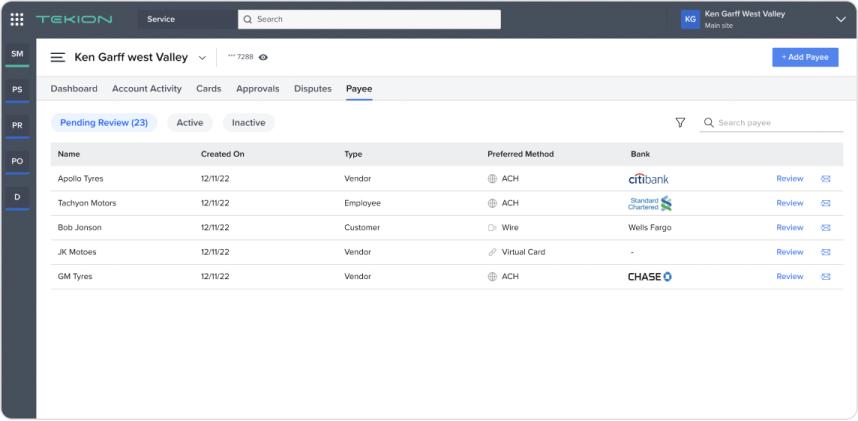 TEKION Service Search KG Ken Garff West Valley
Main site
SM
Ken Garff west Valley *** 7288 + Add Payee
PS
Dashboard Account Activity Cards Approvals Disputes Payee
PR
Pending Review (23) Active Inactive Search payee
PO
Name Created On Type Preferred Method Bank
Apollo Tyres 12/11/22 Vendor ACH citibank Review
D
Tachyon Motors 12/11/22 Employee ACH Standard Chartered Review
Bob Jonson 12/11/22 Customer Wire Wells Fargo Review
JK Motoes 12/11/22 Vendor Virtual Card - Review
GM Tyres 12/11/22 Vendor ACH CHASE Review